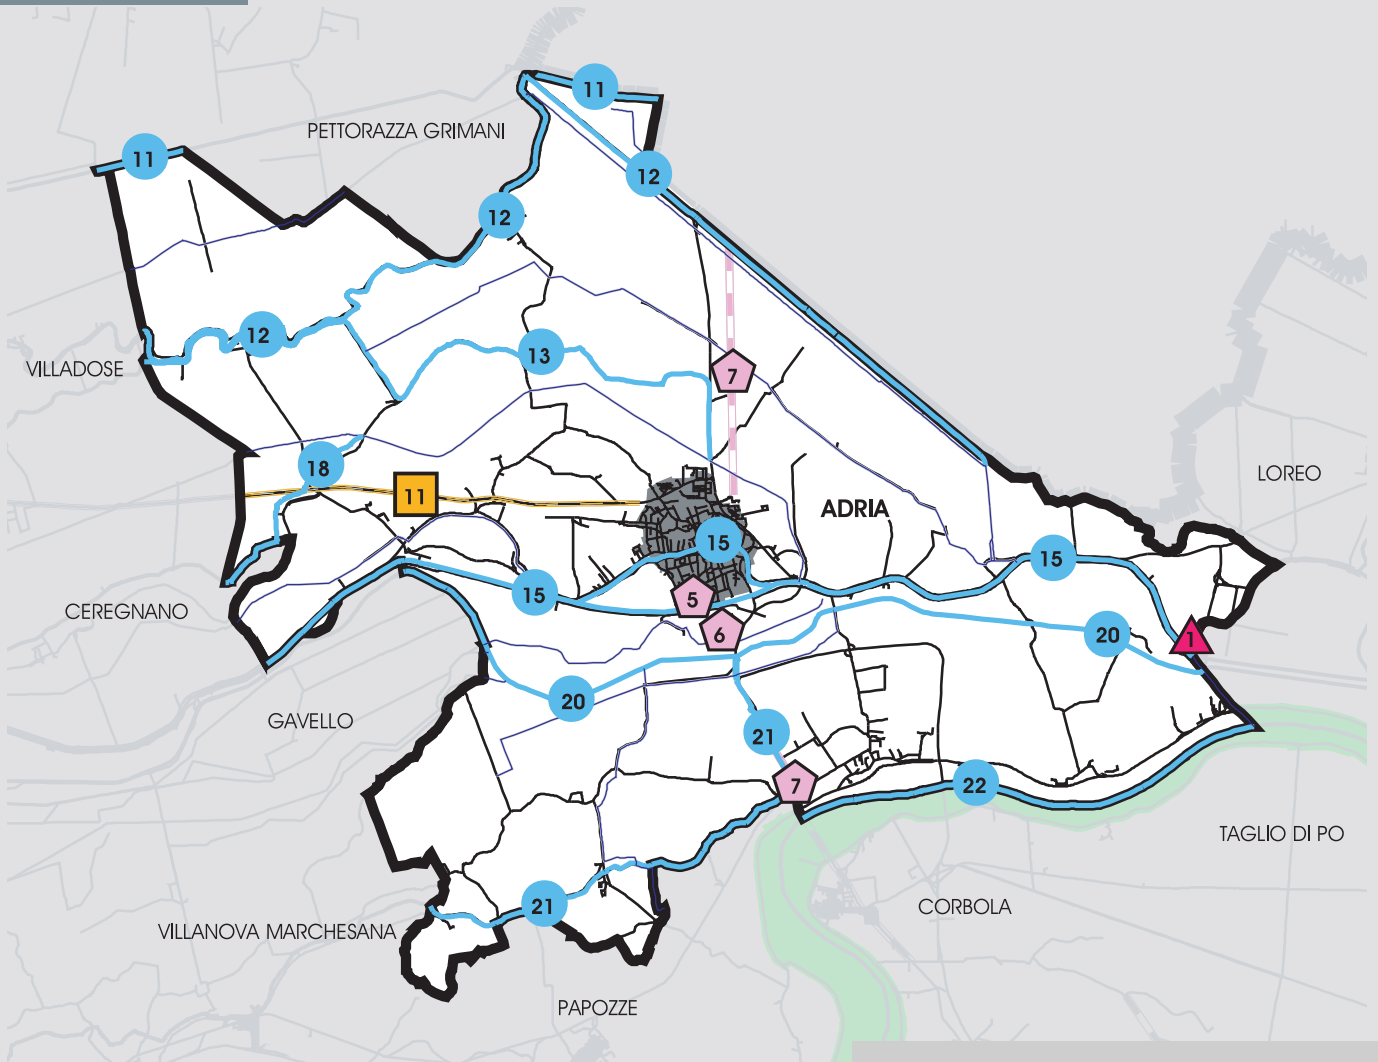 11
PETTORAZZA GRIMANI
11
12
12
12
VILLADOSE
13
7
18
11
LOREO
ADRIA
15
15
15
CEREGNANO
5
6
20
1
GAVELLO
20
21
7
22
TAGLIO DI PO
21
CORBOLA
VILLANOVA MARCHESANA
PAPOZZE